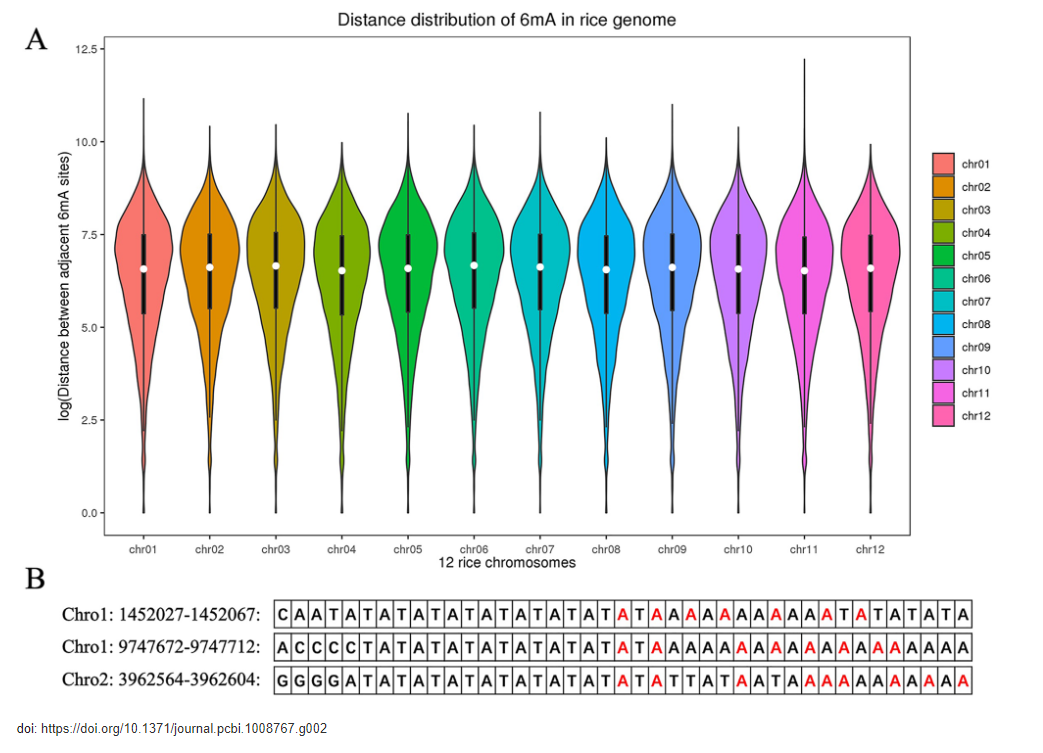 Distance distribution of 6mA in rice genome
A
12.5
10.0
7.5
5.0
2.5
0.0
log(Distance between adjacent 6mA sites)
chr01 chr02 chr03 chr04 chr05 chr06 chr07 chr08 chr09 chr10 chr11 chr12
12 rice chromosomes
chr01
chr02
chr03
chr04
chr05
chr06
chr07
chr08
chr09
chr10
chr11
chr12
B
Chro1: 1452027-1452067: CAATATATATATATATATATATAAAAAAAAAATATATATA
Chro1: 9747672-9747712: ACCCCTATATATATATATATATAAAAAAAAAAAAAAAAAA
Chro2: 3962564-3962604: GGGGATATATATATATATATATATTATAATAAAAAAAAAAA
doi: https://doi.org/10.1371/journal.pcbi.1008767.g002